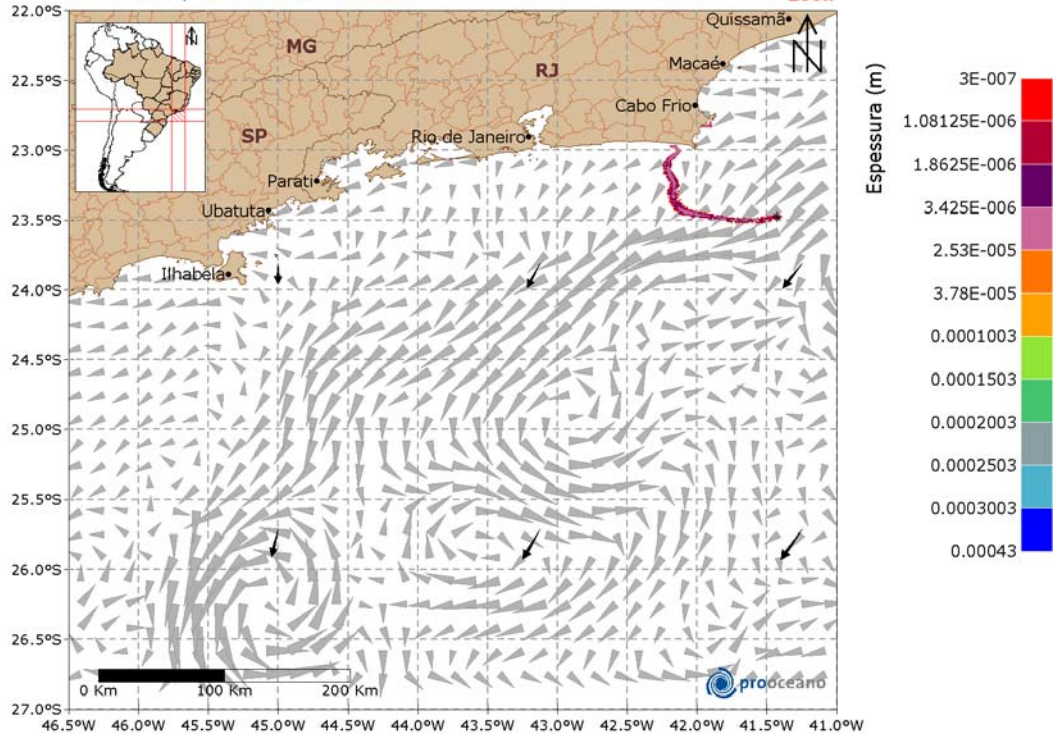 22.0°S
22.5°S
23.0°S
23.5°S
24.0°S
24.5°S
25.0°S
25.5°S
26.0°S
26.5°S
27.0°S
N
MG
RJ
SP
Quissamã
Macaé
Cabo Frio
Rio de Janeiro
Parati
Ubatuta
Ilhabela
N
0 Km
100 Km
200 Km
prooceano
46.5°W
46.0°W
45.5°W
45.0°W
44.5°W
44.0°W
43.5°W
43.0°W
42.5°W
42.0°W
41.5°W
41.0°W
Espessura (m)
3E-007
1.08125E-006
1.8625E-006
3.425E-006
2.53E-005
3.78E-005
0.0001003
0.0001503
0.0002003
0.0002503
0.0003003
0.00043